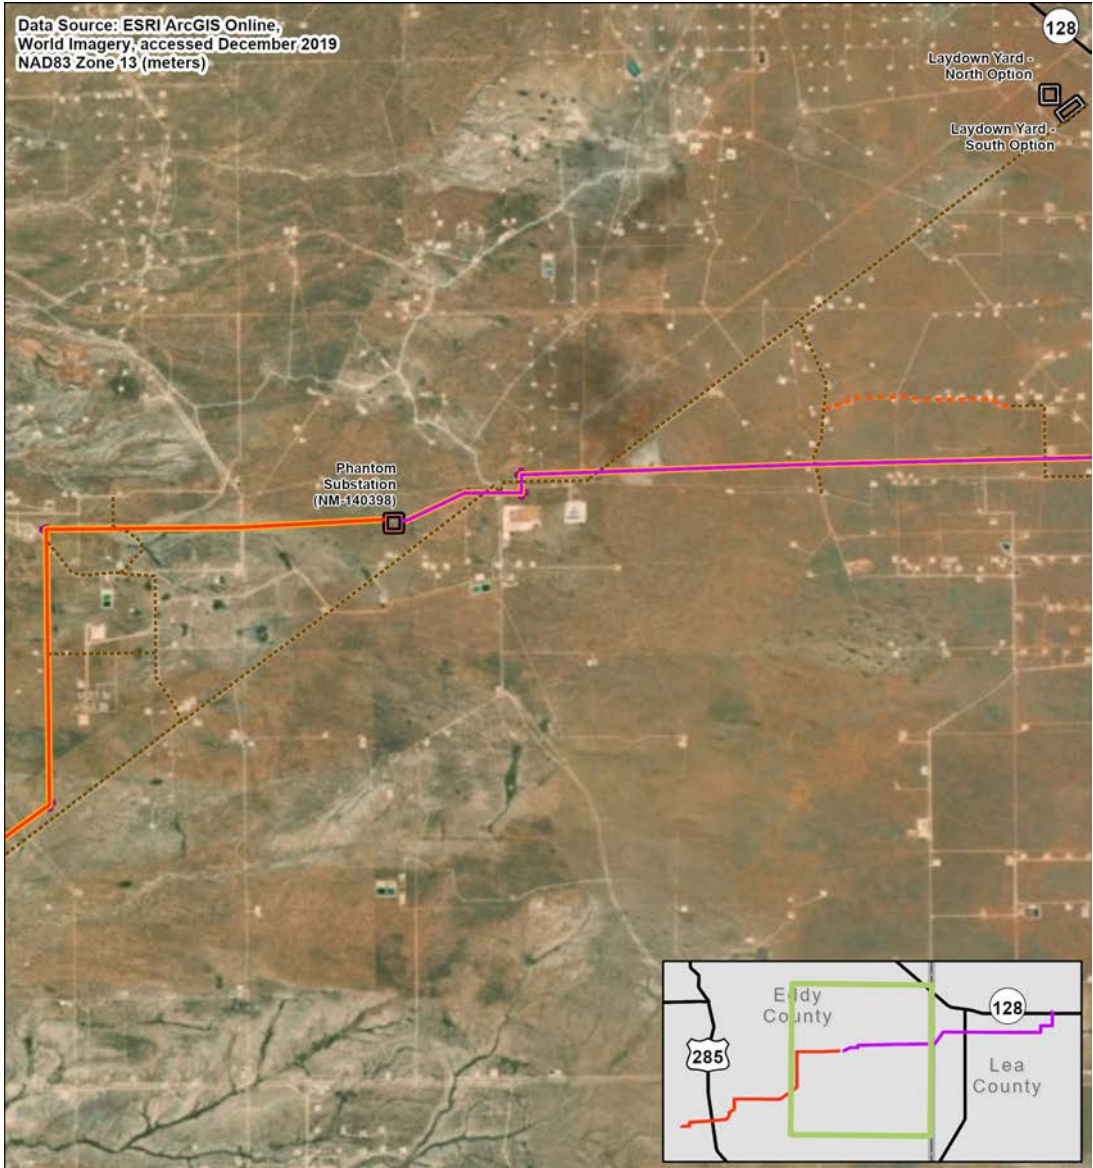 Data Source: ESRI ArcGIS Online,
World Imagery, accessed December 2019
NAD83 Zone 13 (meters)
128
Laydown Yard -
North Option
Laydown Yard -
South Option
Phantom
Substation
(NM-140398)
Eddy
County
128
285
Lea
County